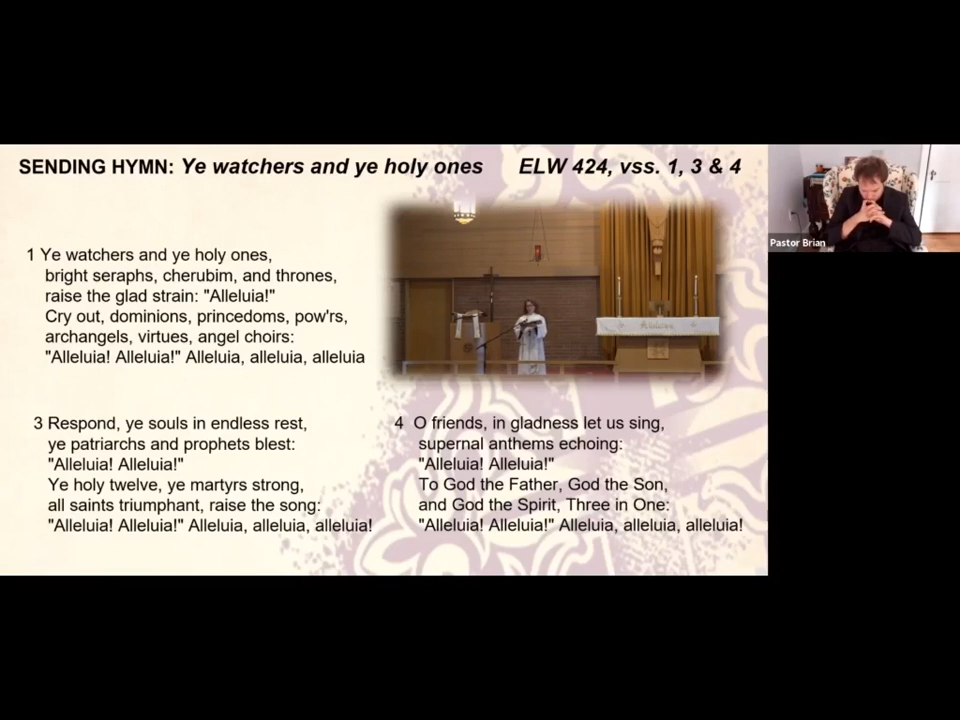 SENDING HYMN: Ye watchers and ye holy ones ELW 424, vss. 1, 3 & 4
Pastor Brian
1 Ye watchers and ye holy ones,
bright seraphs, cherubim, and thrones,
raise the glad strain: "Alleluia!"
Cry out, dominions, princedoms, pow'rs,
archangels, virtues, angel choirs:
"Alleluia! Alleluia!" Alleluia, alleluia, alleluia
3 Respond, ye souls in endless rest,
ye patriarchs and prophets blest:
"Alleluia! Alleluia!"
Ye holy twelve, ye martyrs strong,
all saints triumphant, raise the song:
"Alleluia! Alleluia!" Alleluia, alleluia, alleluia!
4 O friends, in gladness let us sing,
supernal anthems echoing:
"Alleluia! Alleluia!"
To God the Father, God the Son,
and God the Spirit, Three in One:
"Alleluia! Alleluia!" Alleluia, alleluia, alleluia!